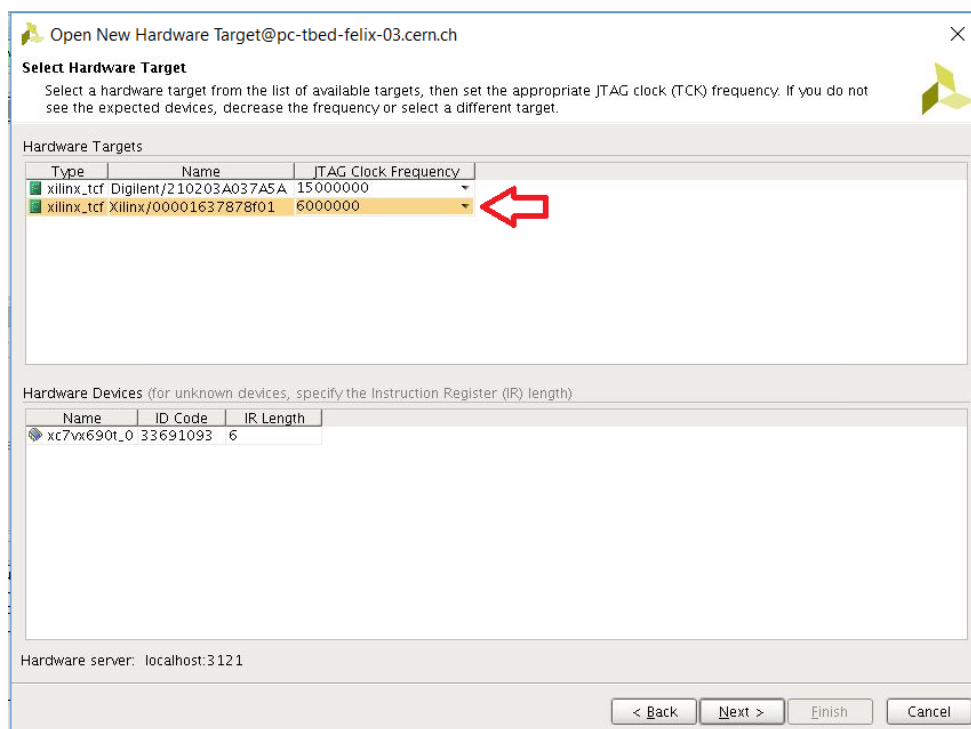 Open New Hardware Target@pc-tbed-felix-03.cern.ch
Select Hardware Target
Select a hardware target from the list of available targets, then set the appropriate JTAG clock (TCK) frequency. If you do not
see the expected devices, decrease the frequency or select a different target.
Hardware Targets
Type Name JTAG Clock Frequency
xilinx_tcf Digilent/210203A037A5A 15000000
xilinx_tcf Xilinx/00001637878f01 6000000
Hardware Devices (for unknown devices, specify the Instruction Register (IR) length)
Name ID Code IR Length
xc7vx690t_0 33691093 6
Hardware server: localhost:3121
< Back Next > Finish Cancel